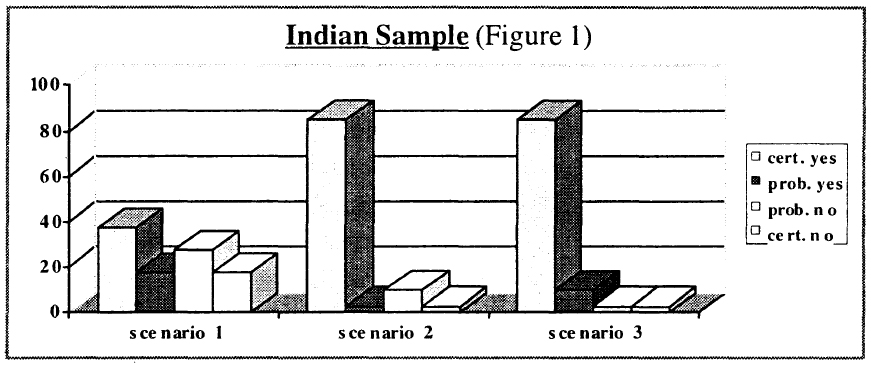 Indian Sample (Figure 1)
100
80
60
40
20
0
scenario 1
scenario 2
scenario 3
cert. yes
prob. yes
prob. no
cert. no